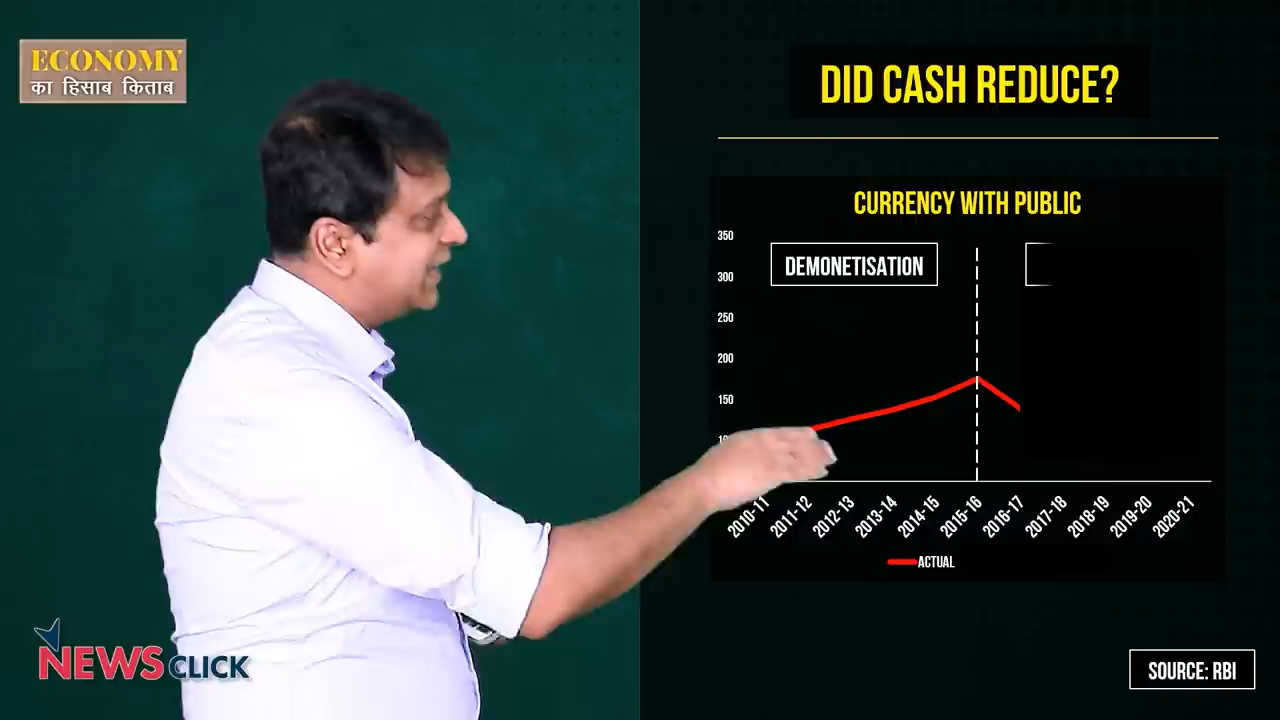 ECONOMY
का हिसाब किताब
DID CASH REDUCE?
CURRENCY WITH PUBLIC
350
300
250
200
150
DEMONETISATION
2010-11
2011-12
2012-13
2013-14
2014-15
2015-16
2016-17
2017-18
2018-19
2019-20
2020-21
ACTUAL
NEWSCLICK
SOURCE: RBI